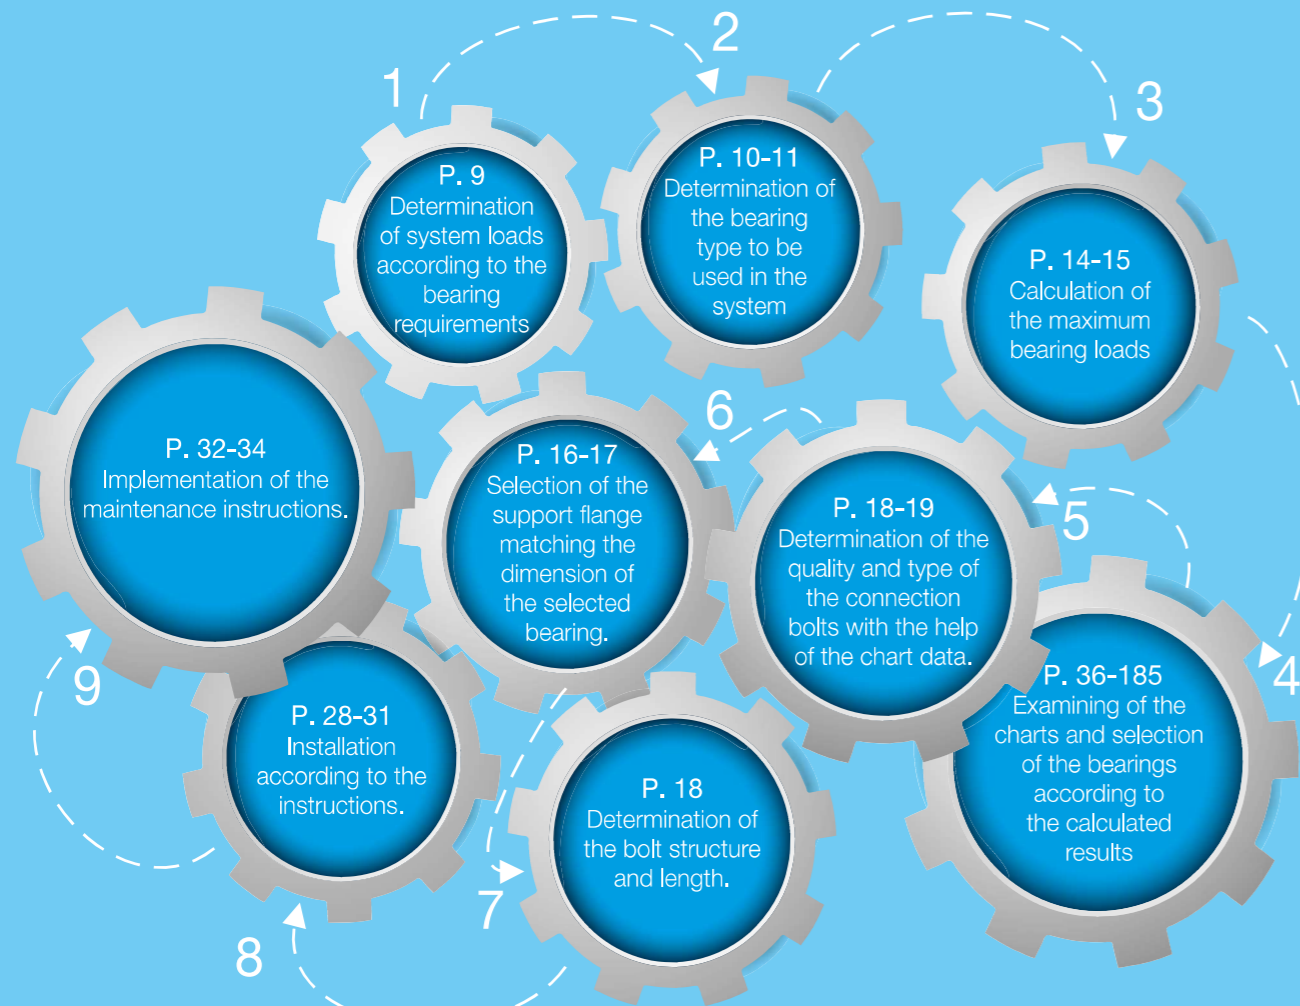 1
P. 9
Determination
of system loads
according to the
bearing
requirements
2
P. 10-11
Determination of
the bearing
type to be
used in the
system
3
P. 14-15
Calculation of
the maximum
bearing loads
4
P. 36-185
Examining of the
charts and selection
of the bearings
according to
the calculated
results
5
P. 18-19
Determination of the
quality and type of
the connection
bolts with the help
of the chart data.
6
P. 16-17
Selection of the
support flange
matching the
dimension of
the selected
bearing.
7
P. 18
Determination of
the bolt structure
and length.
8
P. 28-31
Installation
according to the
instructions.
9
P. 32-34
Implementation of the
maintenance instructions.